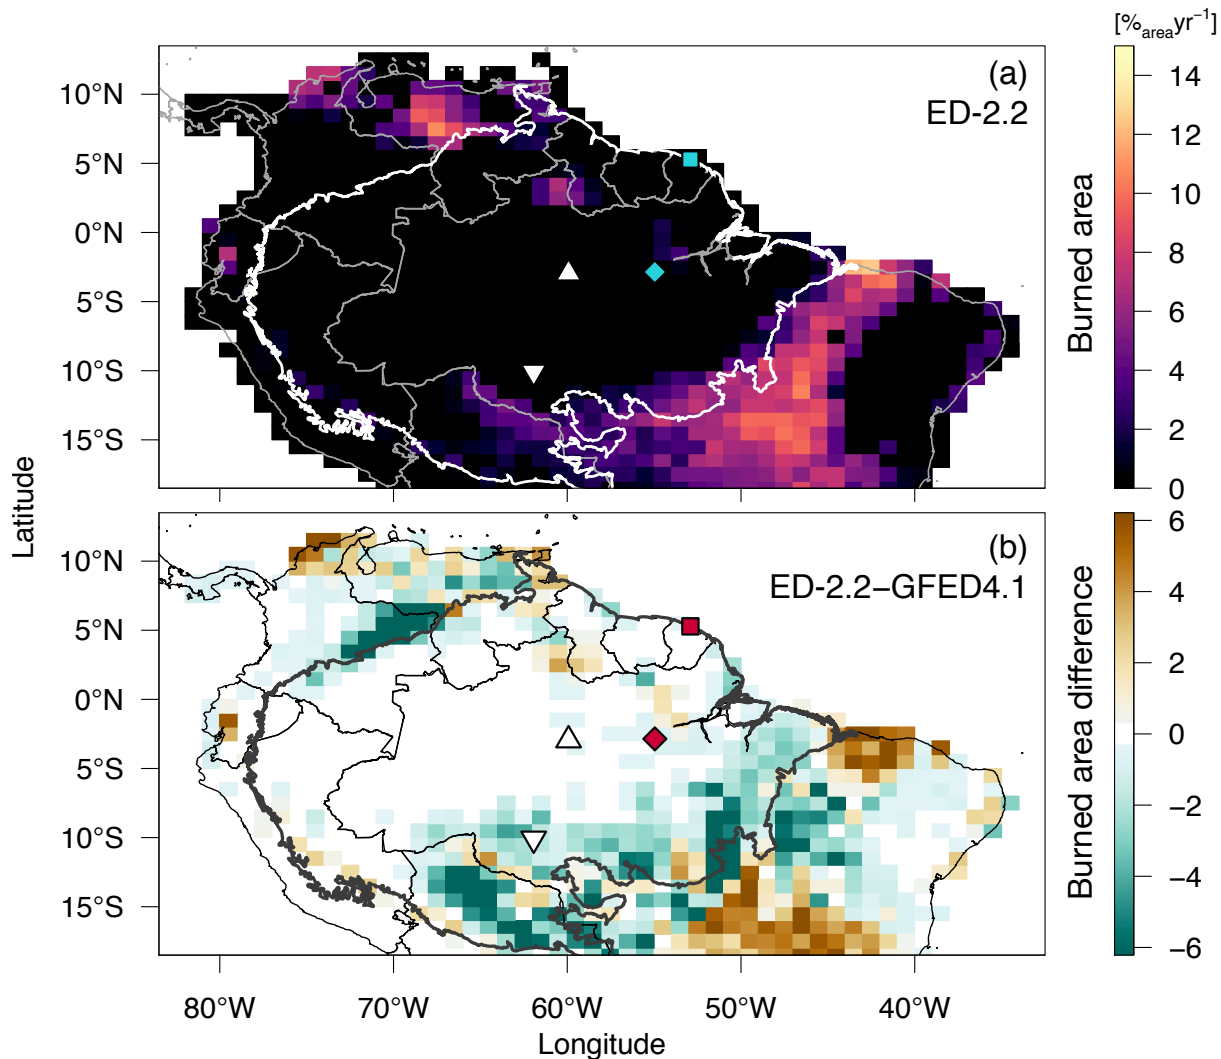 [%area yr−1]
(a)
ED-2.2
10°N
5°N
0°N
5°S
10°S
15°S
14
12
10
8
6
4
2
0
Burned area
Latitude
(b)
ED-2.2−GFED4.1
10°N
5°N
0°N
5°S
10°S
15°S
6
4
2
0
−2
−4
−6
Burned area difference
80°W
70°W
60°W
50°W
40°W
Longitude